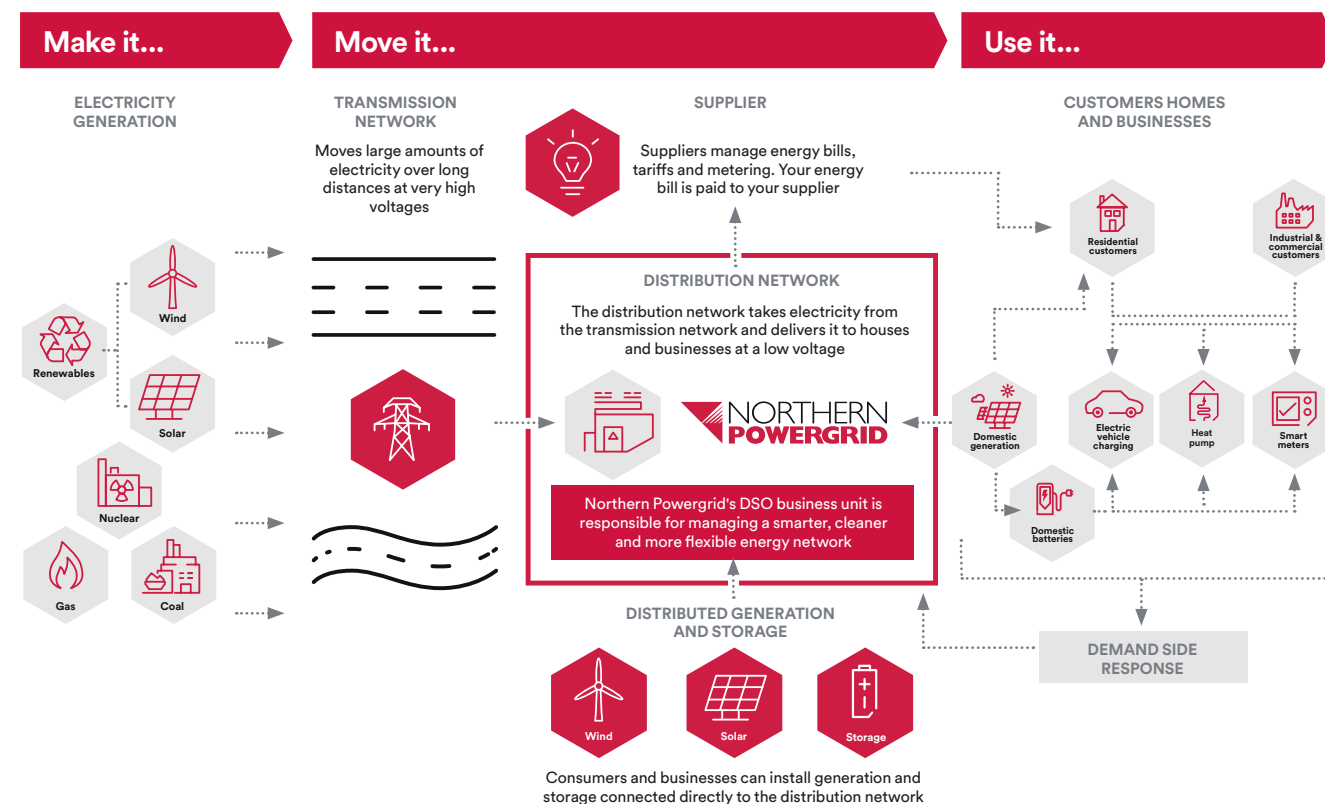 Make it...
Move it...
Use it...
ELECTRICITY
GENERATION
TRANSMISSION
NETWORK
Moves large amounts of
electricity over long
distances at very high
voltages
SUPPLIER
Suppliers manage energy bills,
tariffs and metering. Your energy
bill is paid to your supplier
CUSTOMERS HOMES
AND BUSINESSES
Residential
customers
Industrial &
commercial
customers
Wind
Renewables
Solar
Nuclear
Gas
Coal
DISTRIBUTION NETWORK
The distribution network takes electricity from
the transmission network and delivers it to houses
and businesses at a low voltage
NORTHERN
POWERGRID
Northern Powergrid's DSO business unit is
responsible for managing a smarter, cleaner
and more flexible energy network
Domestic
generation
Electric
vehicle
charging
Heat
pump
Smart
meters
Domestic
batteries
DISTRIBUTED GENERATION
AND STORAGE
Wind
Solar
Storage
Consumers and businesses can install generation and
storage connected directly to the distribution network
DEMAND SIDE
RESPONSE